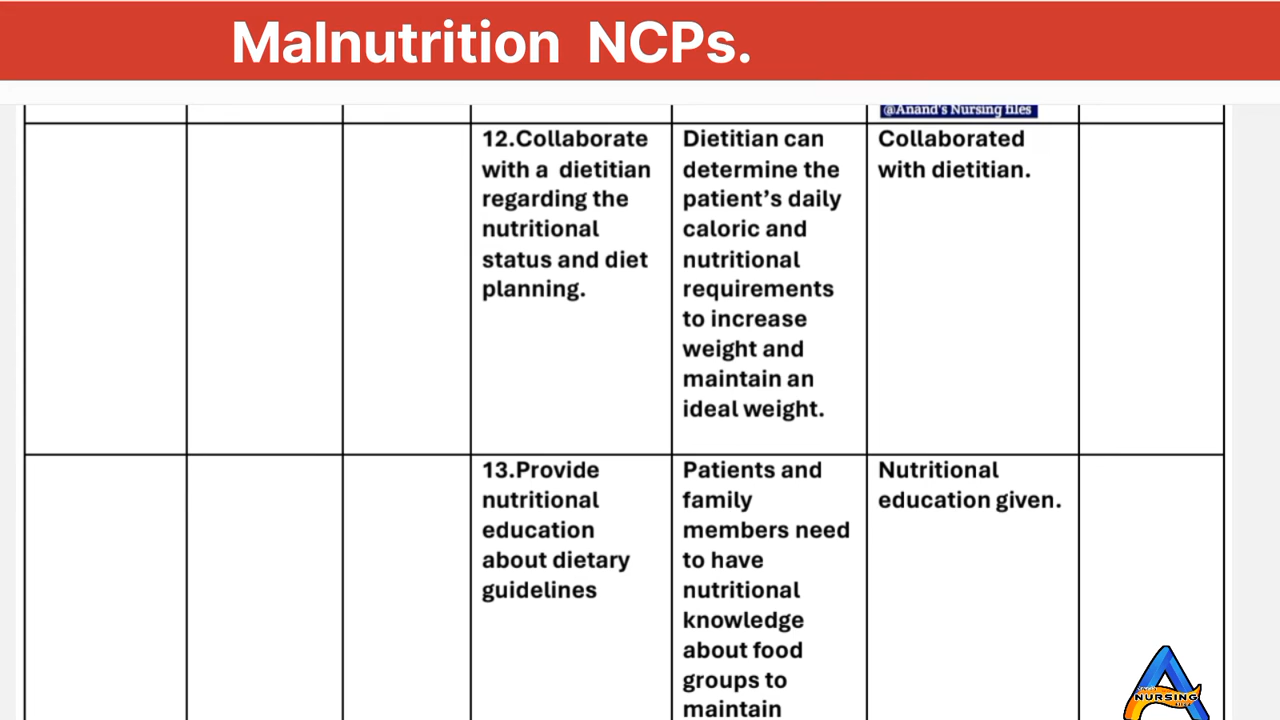 Malnutrition NCPs.
@Anand's Nursing files
12.Collaborate
with a dietitian
regarding the
nutritional
status and diet
planning.
Dietitian can
determine the
patient’s daily
caloric and
nutritional
requirements
to increase
weight and
maintain an
ideal weight.
Collaborated
with dietitian.
13.Provide
nutritional
education
about dietary
guidelines
Patients and
family
members need
to have
nutritional
knowledge
about food
groups to
maintain
Nutritional
education given.
NURSING